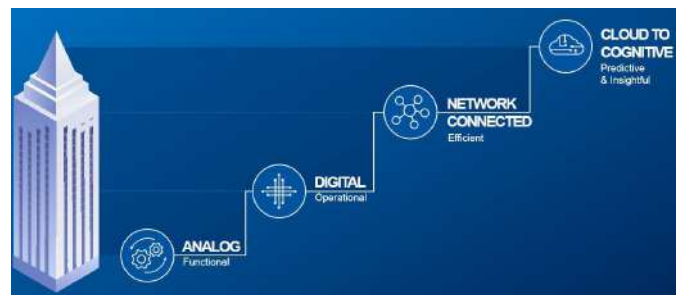 CLOUD TO
COGNITIVE
Predictive
& Insightful
NETWORK
CONNECTED
Efficient
DIGITAL
Operational
ANALOG
Functional